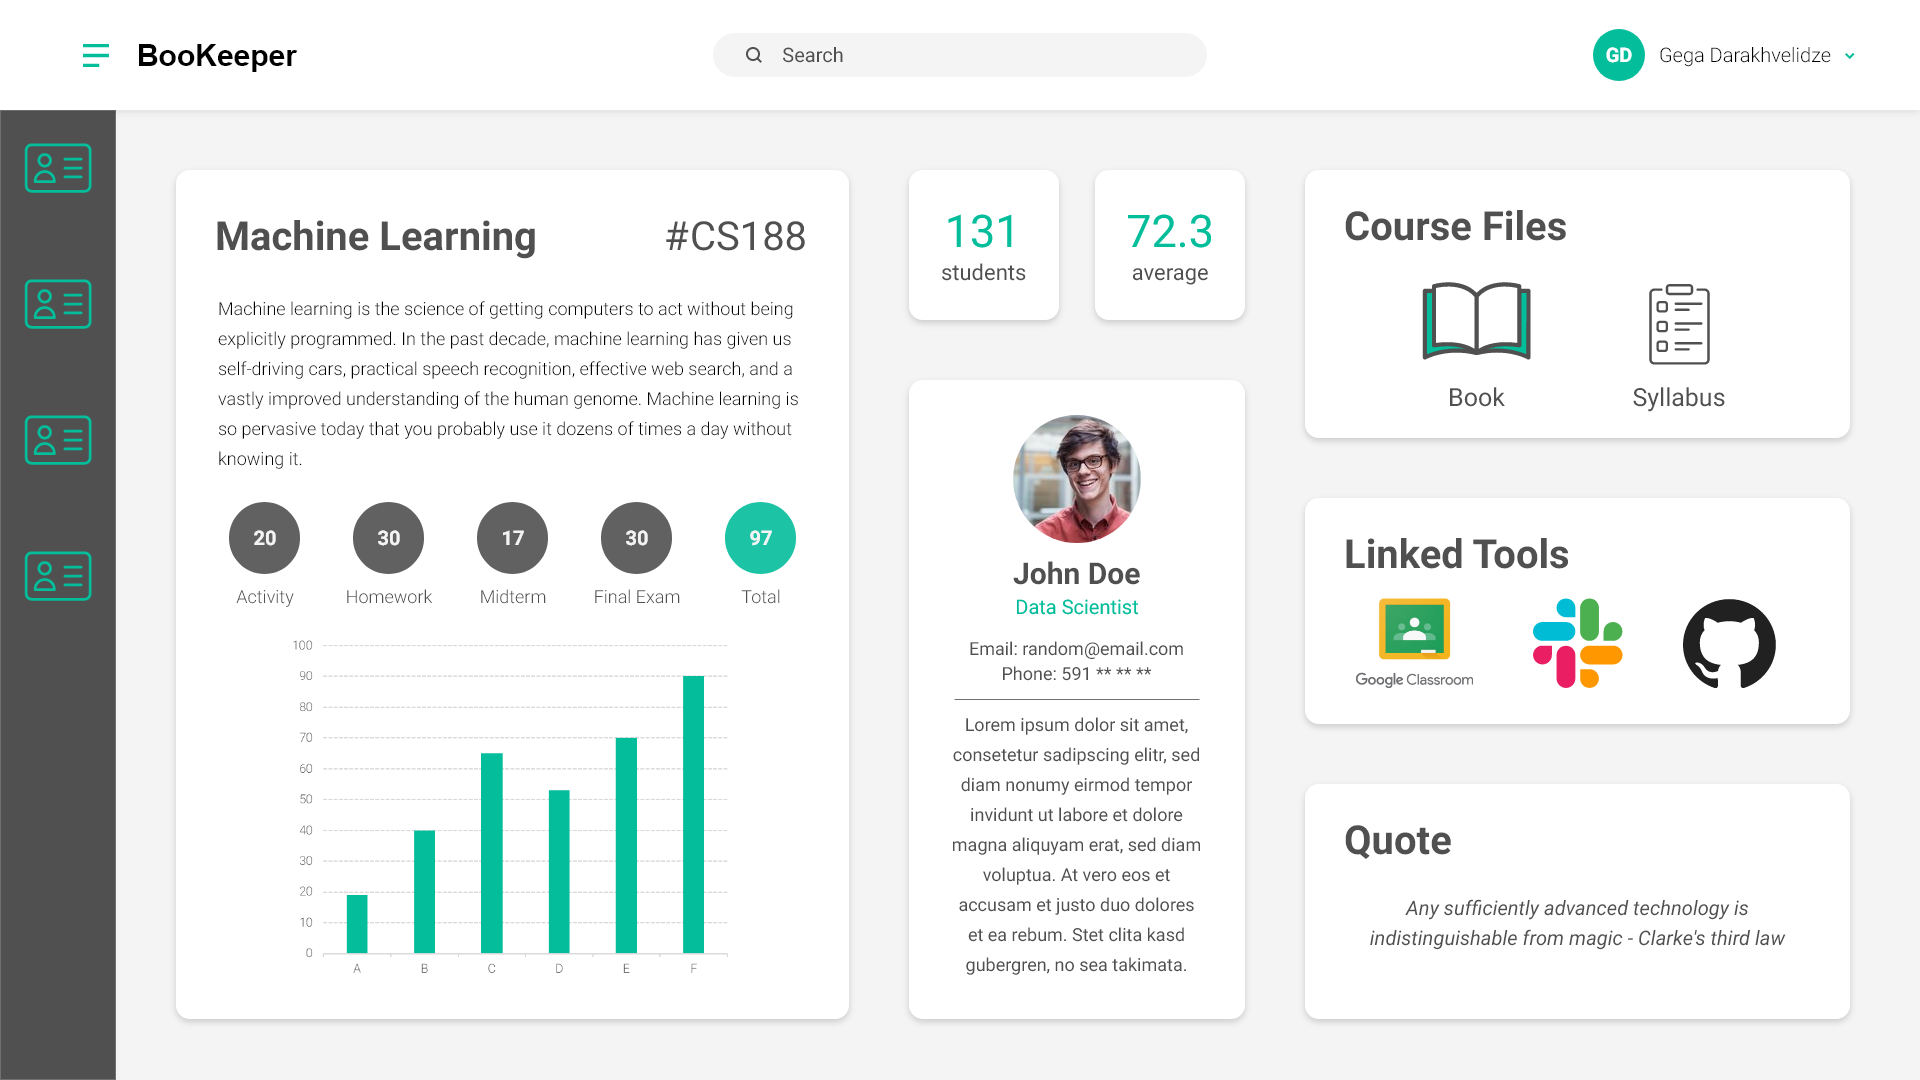 BooKeeper
Search
GD
Gega Darakhvelidze
Machine Learning
#CS188
Machine learning is the science of getting computers to act without being
explicitly programmed. In the past decade, machine learning has given us
self-driving cars, practical speech recognition, effective web search, and a
vastly improved understanding of the human genome. Machine learning is
so pervasive today that you probably use it dozens of times a day without
knowing it.
20
30
17
30
97
Activity
Homework
Midterm
Final Exam
Total
100
90
80
70
60
50
40
30
20
10
0
A
B
C
D
E
F
131
students
72.3
average
John Doe
Data Scientist
Email: random@email.com
Phone: 591 ** ** **
Lorem ipsum dolor sit amet,
consetetur sadipscing elitr, sed
diam nonumy eirmod tempor
invidunt ut labore et dolore
magna aliquyam erat, sed diam
voluptua. At vero eos et
accusam et justo duo dolores
et ea rebum. Stet clita kasd
gubergren, no sea takimata.
Course Files
Book
Syllabus
Linked Tools
Google Classroom
Quote
Any sufficiently advanced technology is
indistinguishable from magic - Clarke's third law